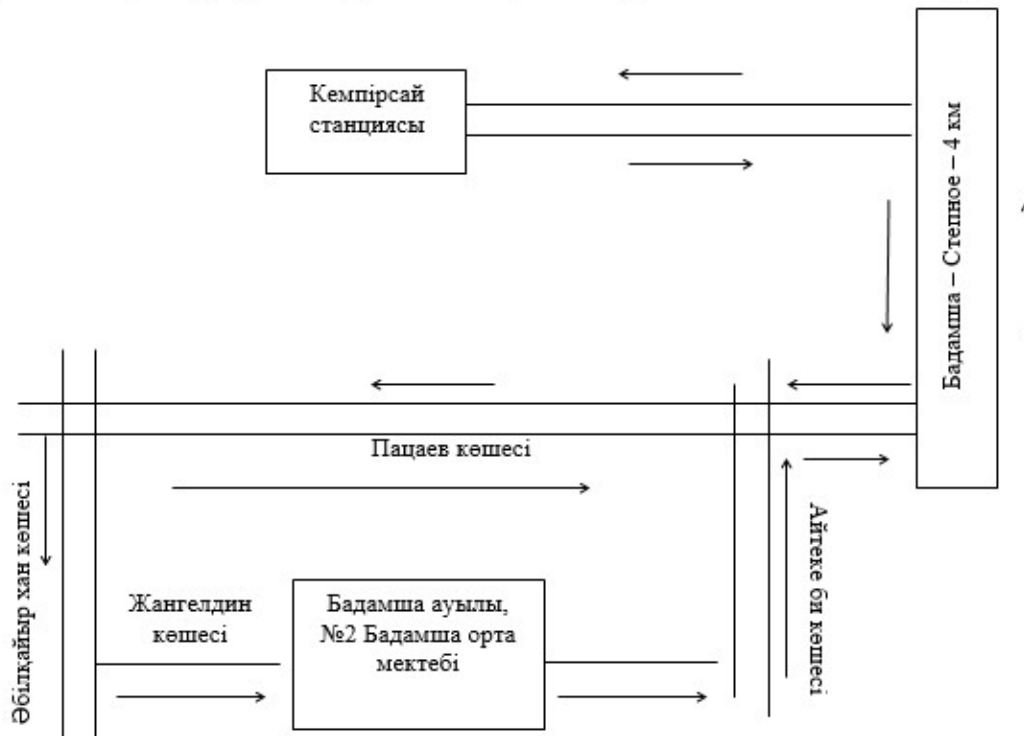 Кемпірсай
станциясы
Бадамша – Степное – 4 км
Пацаев көшесі
Әбілқайыр хан көшесі
Айтеке би көшесі
Жангелдин
көшесі
Бадамша ауылы,
№2 Бадамша орта
мектебі